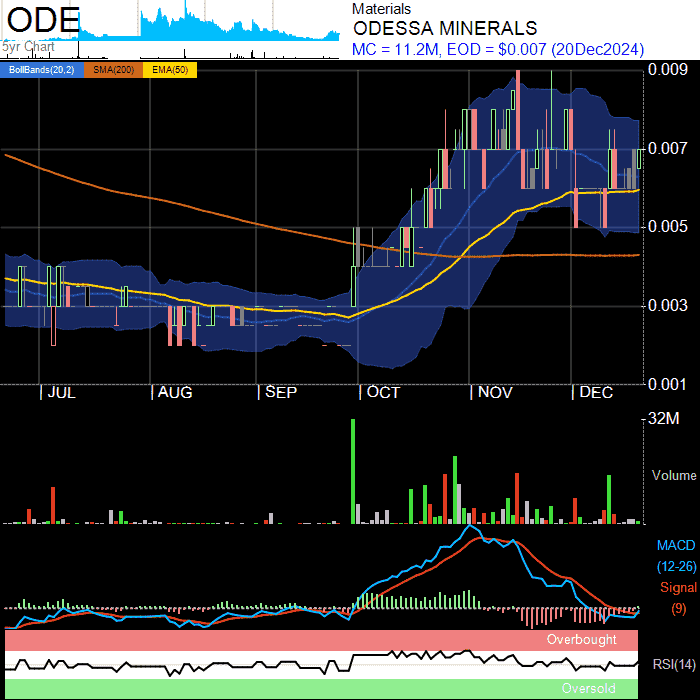 ODE
5yr Chart
Materials
ODESSA MINERALS
MC = 11.2M, EOD = $0.007 (20Dec2024)
BollBands(20,2) SMA(200) EMA(50)
0.009
0.007
0.005
0.003
0.001
JUL AUG SEP OCT NOV DEC
32M
Volume
MACD
(12-26)
Signal
(9)
Overbought
RSI(14)
Oversold